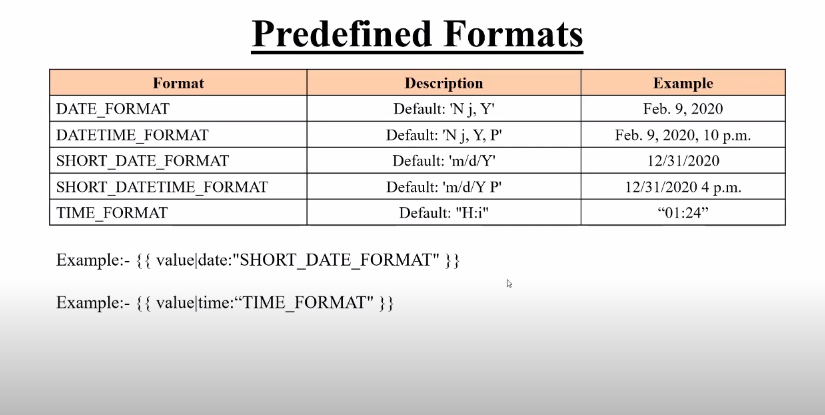 Predefined Formats
Format Description Example
DATE_FORMAT Default: 'N j, Y' Feb. 9, 2020
DATETIME_FORMAT Default: 'N j, Y, P' Feb. 9, 2020, 10 p.m.
SHORT_DATE_FORMAT Default: 'm/d/Y' 12/31/2020
SHORT_DATETIME_FORMAT Default: 'm/d/Y P' 12/31/2020 4 p.m.
TIME_FORMAT Default: "H:i" “01:24”
Example:- {{ value|date:"SHORT_DATE_FORMAT" }}
Example:- {{ value|time:“TIME_FORMAT" }}